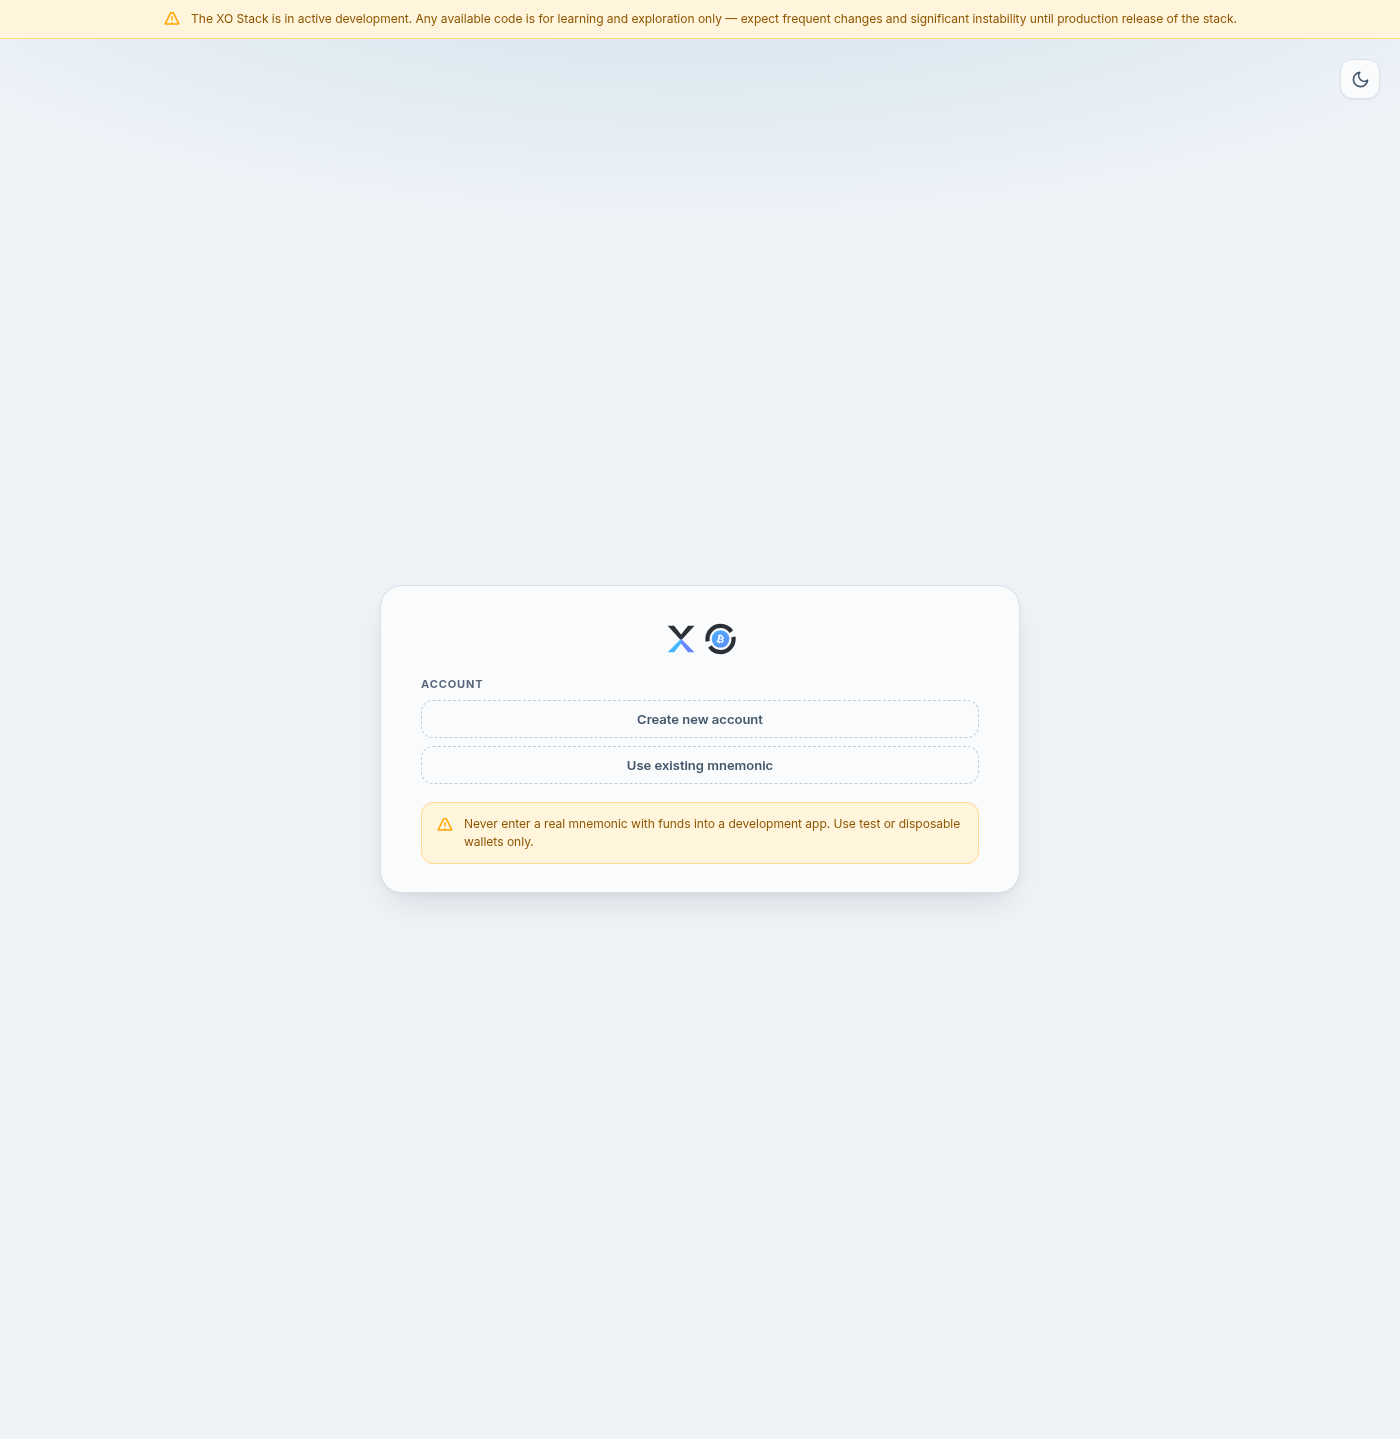 The XO Stack is in active development. Any available code is for learning and exploration only — expect frequent changes and significant instability until production release of the stack.
XO
ACCOUNT
Create new account
Use existing mnemonic
Never enter a real mnemonic with funds into a development app. Use test or disposable
wallets only.